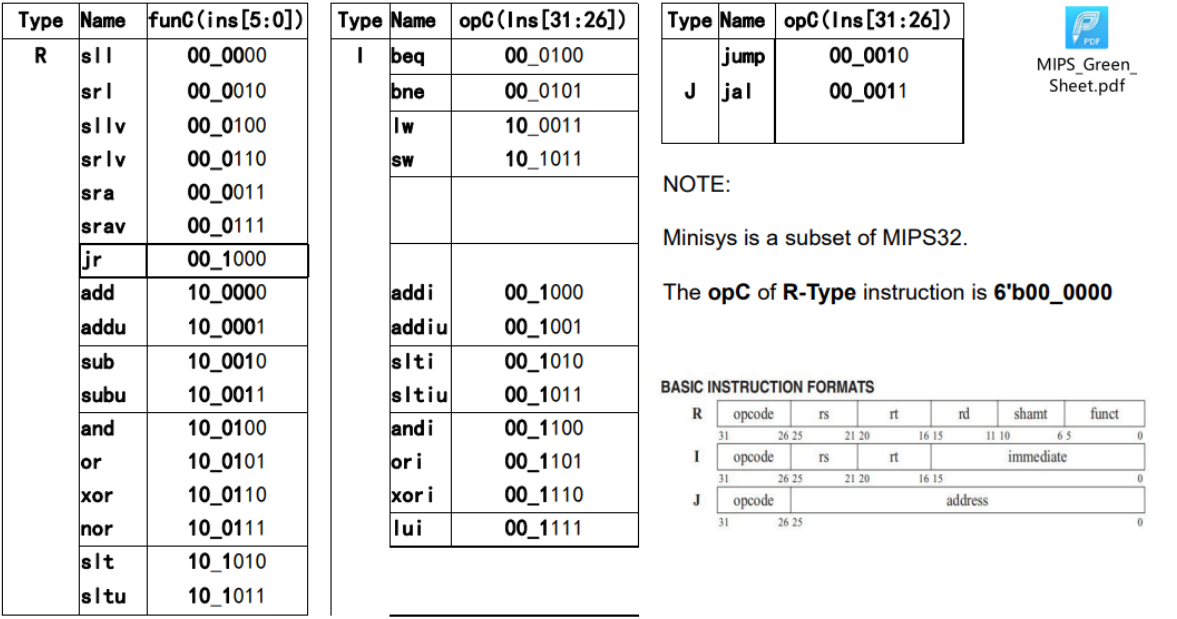 Type Name funC(ins[5:0])
R sll 00_0000
srl 00_0010
sllv 00_0100
srlv 00_0110
sra 00_0011
srav 00_0111
jr 00_1000
add 10_0000
addu 10_0001
sub 10_0010
subu 10_0011
and 10_0100
or 10_0101
xor 10_0110
nor 10_0111
slt 10_1010
sltu 10_1011
Type Name opC(Ins[31:26])
I beq 00_0100
bne 00_0101
lw 10_0011
sw 10_1011
addi 00_1000
addiu 00_1001
slti 00_1010
sltiu 00_1011
andi 00_1100
ori 00_1101
xori 00_1110
lui 00_1111
Type Name opC(Ins[31:26])
jump 00_0010
J jal 00_0011
PDF
MIPS_Green_
Sheet.pdf
NOTE:
Minisys is a subset of MIPS32.
The opC of R-Type instruction is 6'b00_0000
BASIC INSTRUCTION FORMATS
R opcode rs rt rd shamt funct
31 26 25 21 20 16 15 11 10 6 5 0
I opcode rs rt immediate
31 26 25 21 20 16 15 0
J opcode address
31 26 25 0